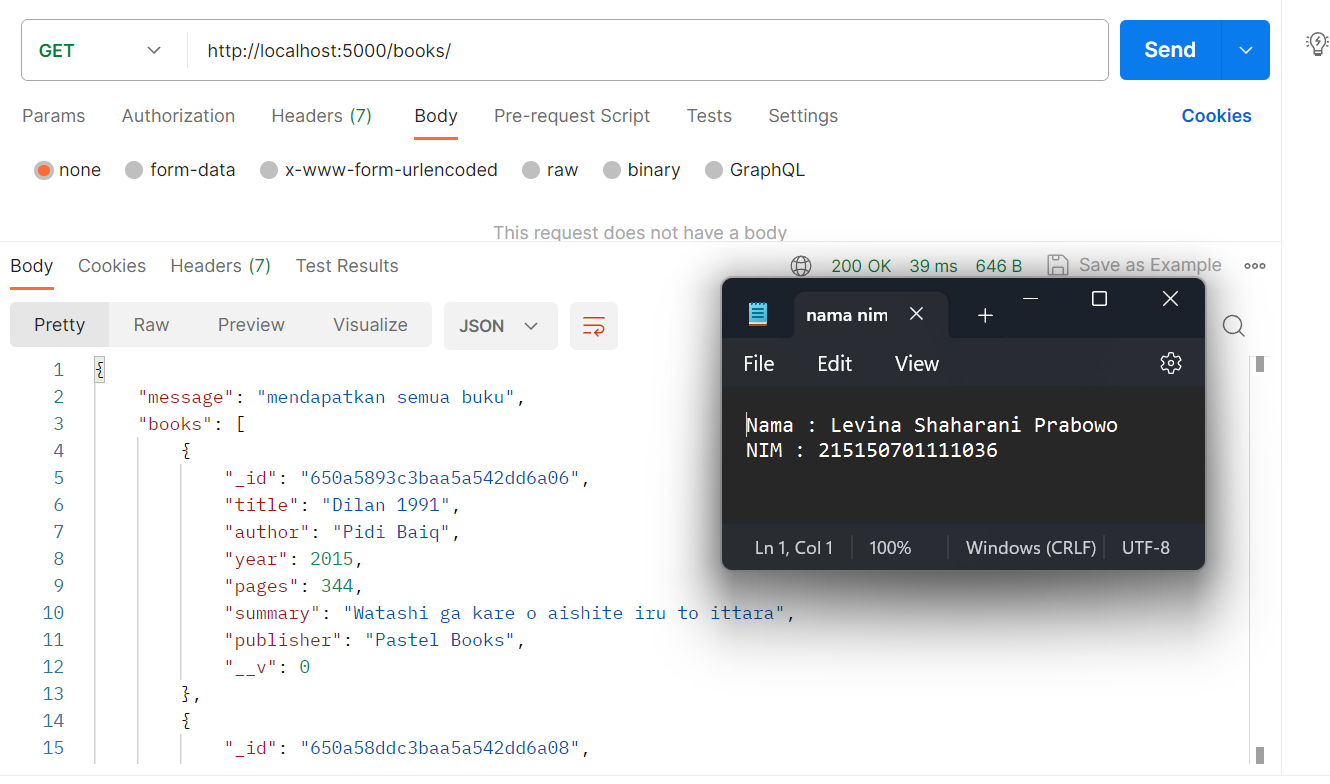 GET http://localhost:5000/books/ Send
Params Authorization Headers (7) Body Pre-request Script Tests Settings Cookies
none form-data x-www-form-urlencoded raw binary GraphQL
This request does not have a body
Body Cookies Headers (7) Test Results 200 OK 39 ms 646 B Save as Example
Pretty Raw Preview Visualize JSON
1 {
2 "message": "mendapatkan semua buku",
3 "books": [
4 {
5 "_id": "650a5893c3baa5a542dd6a06",
6 "title": "Dilan 1991",
7 "author": "Pidi Baiq",
8 "year": 2015,
9 "pages": 344,
10 "summary": "Watashi ga kare o aishite iru to ittara",
11 "publisher": "Pastel Books",
12 "__v": 0
13 },
14 {
15 "_id": "650a58ddc3baa5a542dd6a08",
nama nim
File Edit View
Nama : Levina Shaharani Prabowo
NIM : 215150701111036
Ln 1, Col 1 100% Windows (CRLF) UTF-8